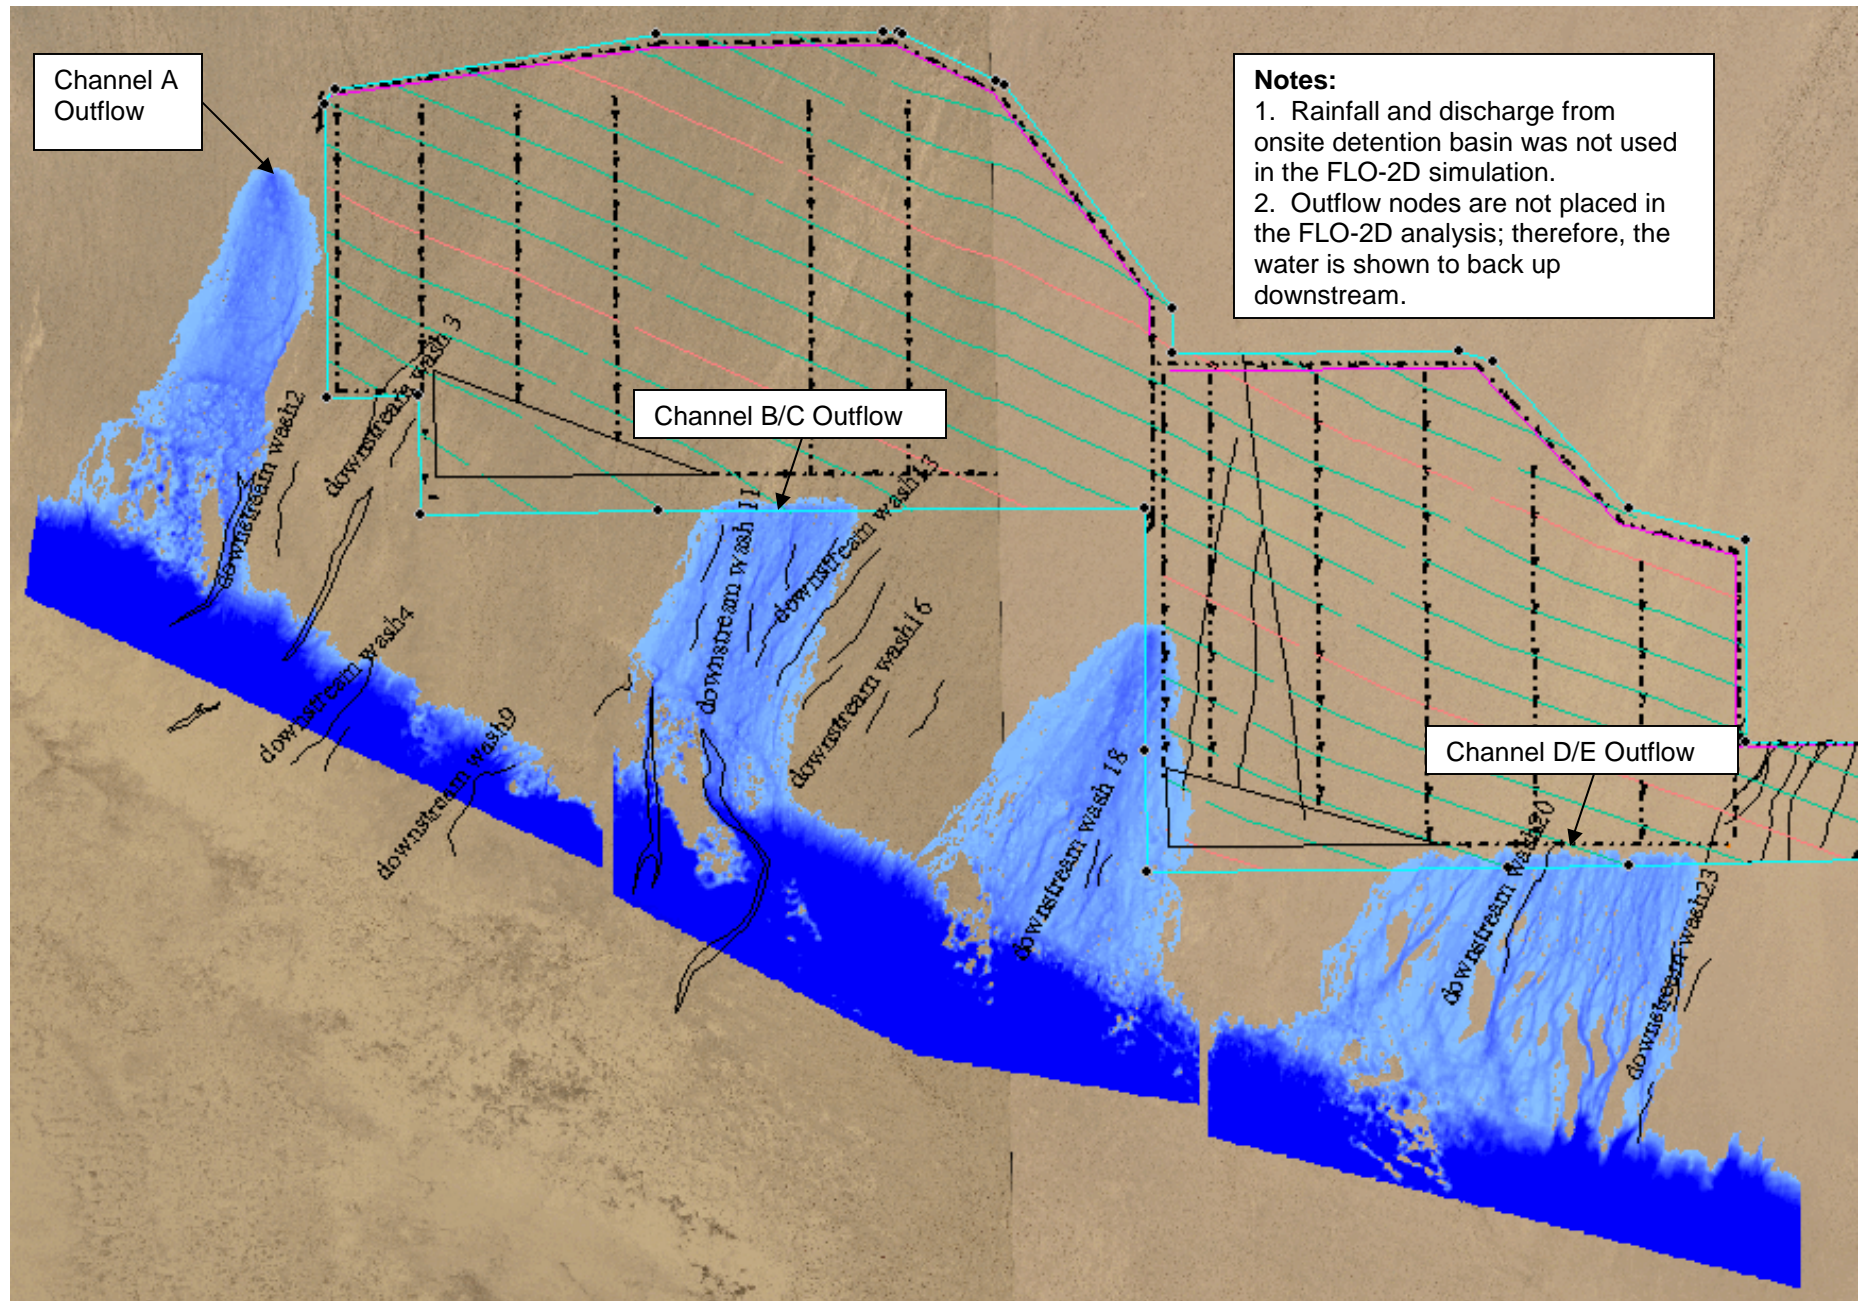 Channel A
Outflow
Notes:
1. Rainfall and discharge from
onsite detention basin was not used
in the FLO-2D simulation.
2. Outflow nodes are not placed in
the FLO-2D analysis; therefore, the
water is shown to back up
downstream.
downstream wash 3
downstream wash2
Channel B/C Outflow
downstream wash 11
downstream wash13
downstream wash4
downstream wash16
downstream wash9
downstream wash 18
Channel D/E Outflow
downstream wash20
downstream wash23